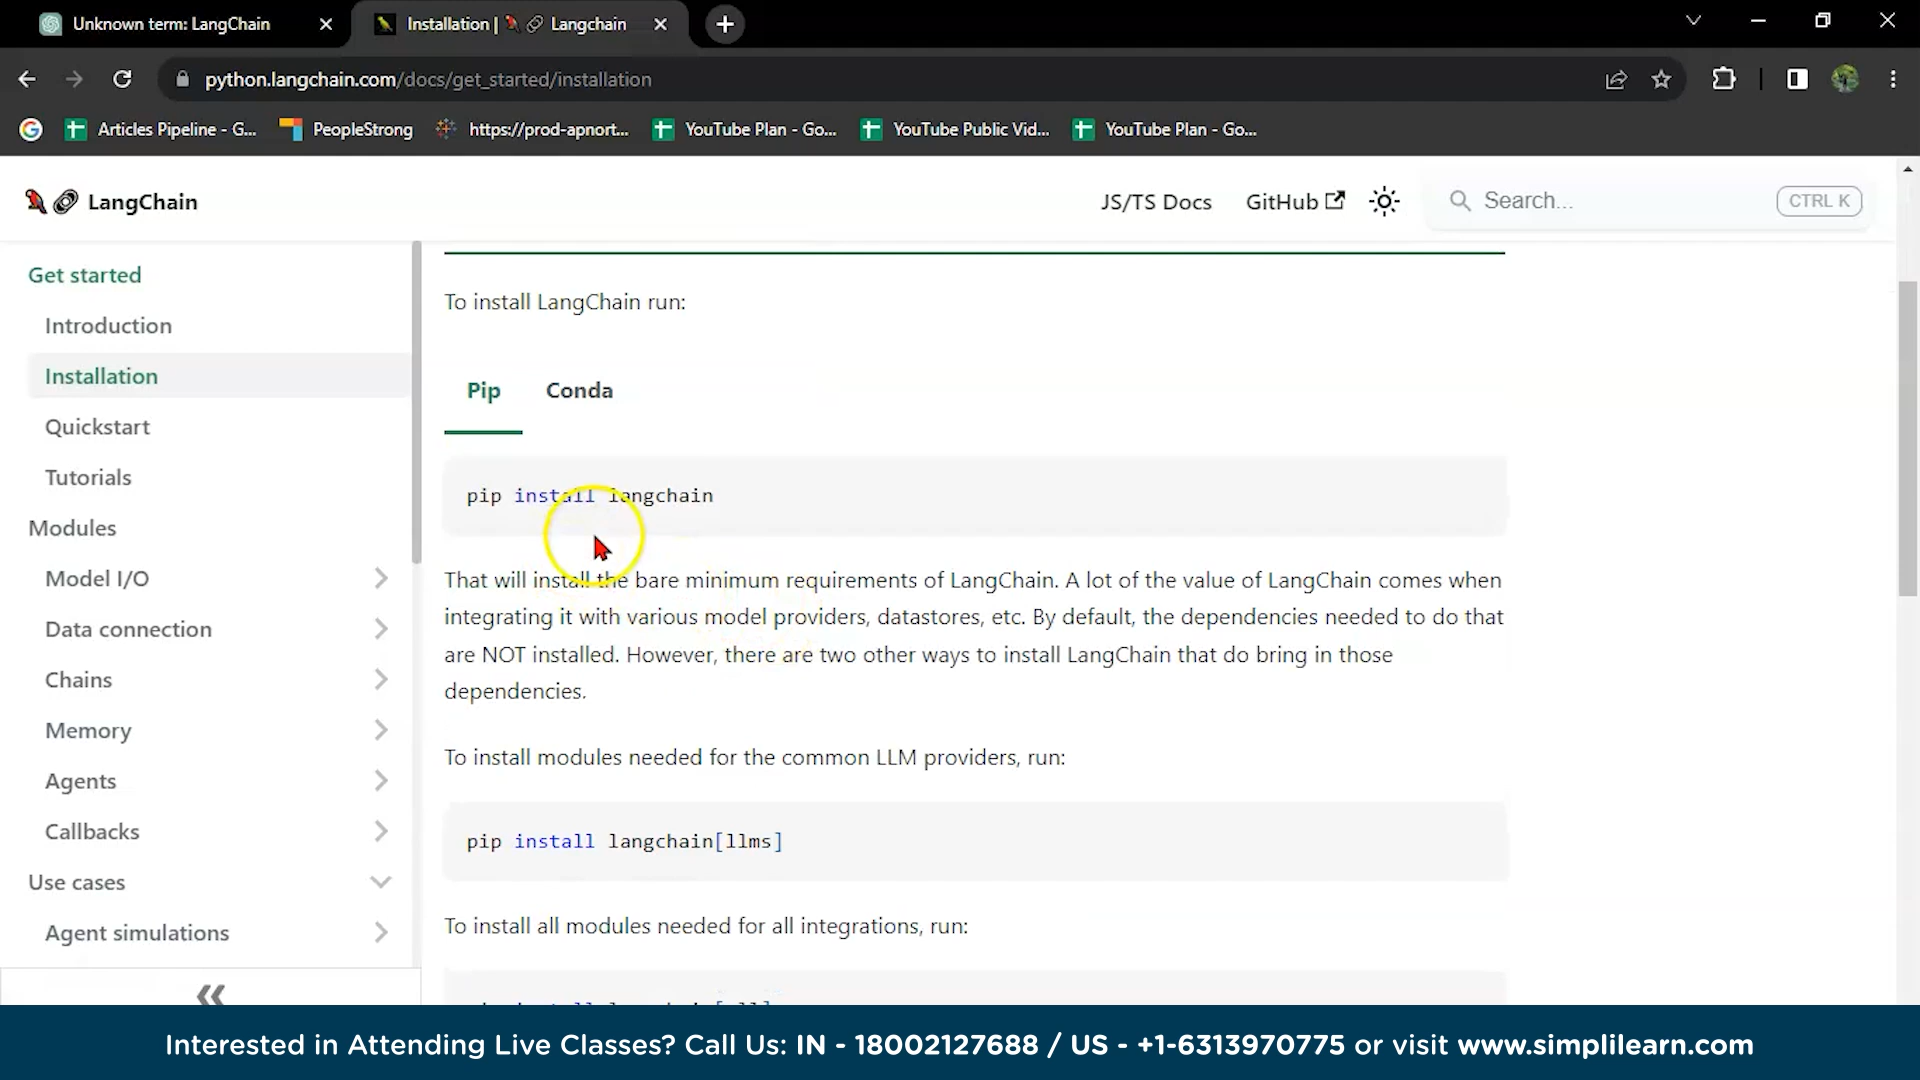 Unknown term: LangChain
Installation | Langchain
python.langchain.com/docs/get_started/installation
Articles Pipeline - G...
PeopleStrong
https://prod-apnort...
YouTube Plan - Go...
YouTube Public Vid...
YouTube Plan - Go...
LangChain
JS/TS Docs
GitHub
Search...
CTRL K
Get started
Introduction
Installation
Quickstart
Tutorials
Modules
Model I/O
Data connection
Chains
Memory
Agents
Callbacks
Use cases
Agent simulations
To install LangChain run:
Pip
Conda
pip install langchain
That will install the bare minimum requirements of LangChain. A lot of the value of LangChain comes when
integrating it with various model providers, datastores, etc. By default, the dependencies needed to do that
are NOT installed. However, there are two other ways to install LangChain that do bring in those
dependencies.
To install modules needed for the common LLM providers, run:
pip install langchain[llms]
To install all modules needed for all integrations, run:
Interested in Attending Live Classes? Call Us: IN - 18002127688 / US - +1-6313970775 or visit www.simplilearn.com